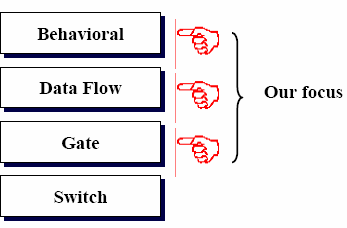 Behavioral
Data Flow
Our focus
Gate
Switch